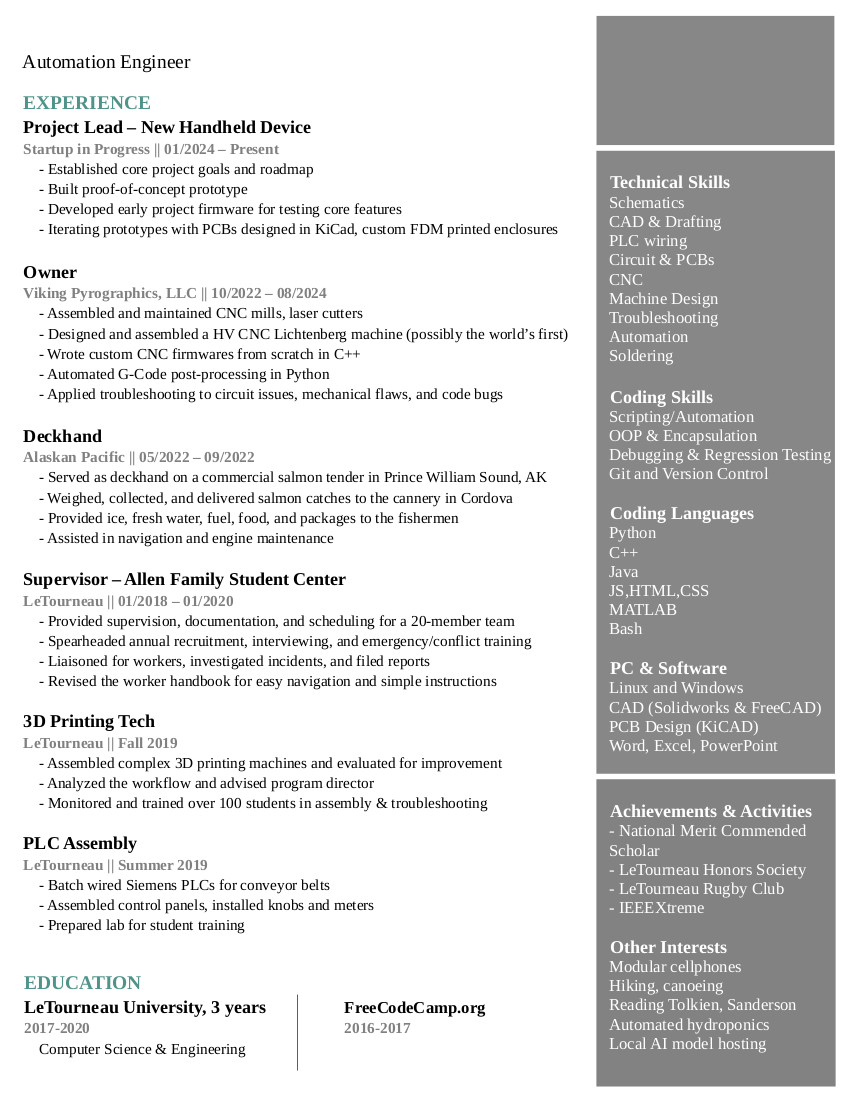 Automation Engineer
EXPERIENCE
Project Lead – New Handheld Device
Startup in Progress || 01/2024 – Present
- Established core project goals and roadmap
- Built proof-of-concept prototype
- Developed early project firmware for testing core features
- Iterating prototypes with PCBs designed in KiCad, custom FDM printed enclosures
Owner
Viking Pyrographics, LLC || 10/2022 – 08/2024
- Assembled and maintained CNC mills, laser cutters
- Designed and assembled a HV CNC Lichtenberg machine (possibly the world’s first)
- Wrote custom CNC firmwares from scratch in C++
- Automated G-Code post-processing in Python
- Applied troubleshooting to circuit issues, mechanical flaws, and code bugs
Deckhand
Alaskan Pacific || 05/2022 – 09/2022
- Served as deckhand on a commercial salmon tender in Prince William Sound, AK
- Weighed, collected, and delivered salmon catches to the cannery in Cordova
- Provided ice, fresh water, fuel, food, and packages to the fishermen
- Assisted in navigation and engine maintenance
Supervisor – Allen Family Student Center
LeTourneau || 01/2018 – 01/2020
- Provided supervision, documentation, and scheduling for a 20-member team
- Spearheaded annual recruitment, interviewing, and emergency/conflict training
- Liaisoned for workers, investigated incidents, and filed reports
- Revised the worker handbook for easy navigation and simple instructions
3D Printing Tech
LeTourneau || Fall 2019
- Assembled complex 3D printing machines and evaluated for improvement
- Analyzed the workflow and advised program director
- Monitored and trained over 100 students in assembly & troubleshooting
PLC Assembly
LeTourneau || Summer 2019
- Batch wired Siemens PLCs for conveyor belts
- Assembled control panels, installed knobs and meters
- Prepared lab for student training
EDUCATION
LeTourneau University, 3 years
2017-2020
Computer Science & Engineering
FreeCodeCamp.org
2016-2017
Technical Skills
Schematics
CAD & Drafting
PLC wiring
Circuit & PCBs
CNC
Machine Design
Troubleshooting
Automation
Soldering
Coding Skills
Scripting/Automation
OOP & Encapsulation
Debugging & Regression Testing
Git and Version Control
Coding Languages
Python
C++
Java
JS,HTML,CSS
MATLAB
Bash
PC & Software
Linux and Windows
CAD (Solidworks & FreeCAD)
PCB Design (KiCAD)
Word, Excel, PowerPoint
Achievements & Activities
- National Merit Commended
Scholar
- LeTourneau Honors Society
- LeTourneau Rugby Club
- IEEEXtreme
Other Interests
Modular cellphones
Hiking, canoeing
Reading Tolkien, Sanderson
Automated hydroponics
Local AI model hosting